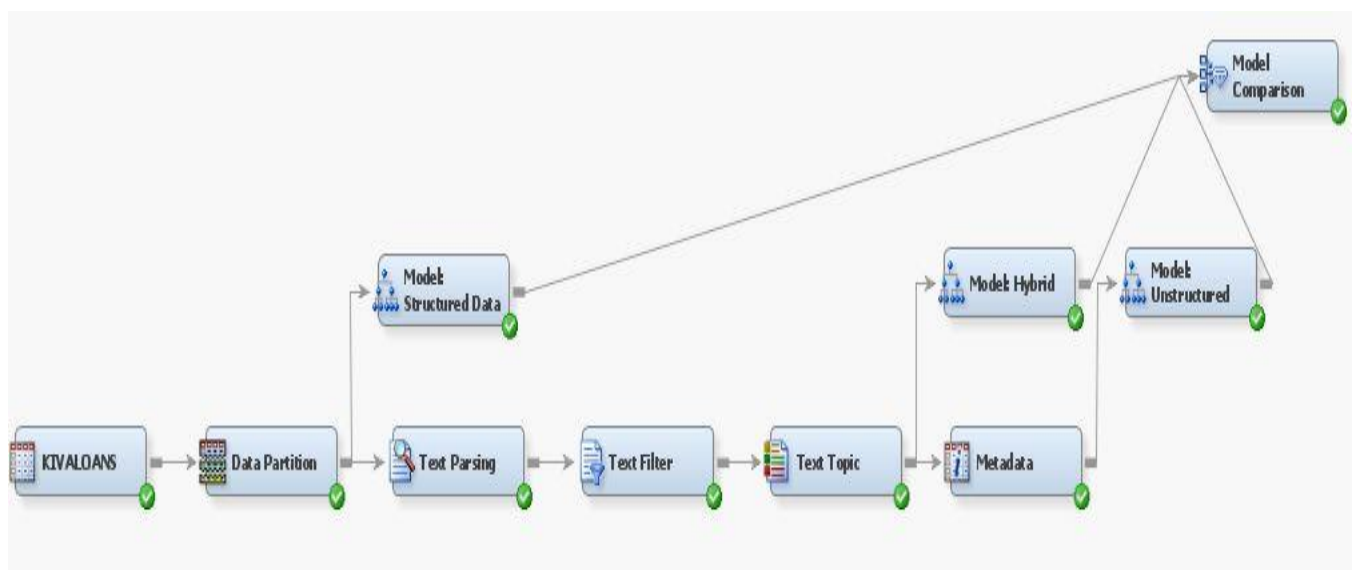 Model
Comparison
Model:
Structured Data
Model: Hybrid
Model:
Unstructured
KIVALOANS
Data Partition
Text Parsing
Text Filter
Text Topic
Metadata